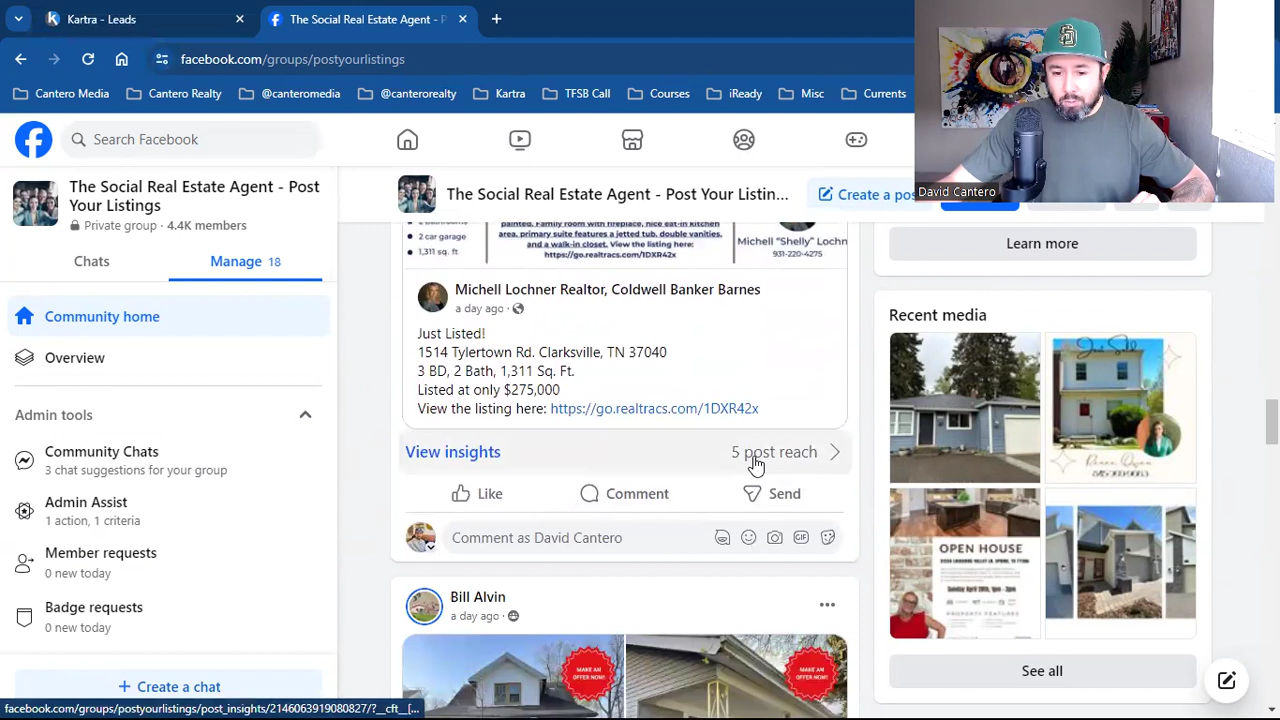 Kartra - Leads
The Social Real Estate Agent - P
facebook.com/groups/postyourlistings
Cantero Media
Cantero Realty
@canteromedia
@canterorealty
Kartra
TFSB Call
Courses
iReady
Misc
Currents
David Cantero
Search Facebook
The Social Real Estate Agent - Post
Your Listings
Private group · 4.4K members
Chats
Manage 18
Community home
Overview
Admin tools
Community Chats
3 chat suggestions for your group
Admin Assist
1 action, 1 criteria
Member requests
0 new today
Badge requests
0 new today
+ Create a chat
facebook.com/groups/postyourlistings/post_insights/2146063919080827/?__cft__[...
The Social Real Estate Agent - Post Your Listin...
Create a pos
2 car garage
1,311 sq. ft.
painted. Family room with fireplace, nice eat-in kitchen
area, primary suite features a jetted tub, double vanities,
and a walk-in closet. View the listing here:
https://go.realtracs.com/1DXR42x
Michell "Shelly" Lochn
931-220-4275
Michell Lochner Realtor, Coldwell Banker Barnes
a day ago ·
Just Listed!
1514 Tylertown Rd. Clarksville, TN 37040
3 BD, 2 Bath, 1,311 Sq. Ft.
Listed at only $275,000
View the listing here: https://go.realtracs.com/1DXR42x
View insights
5 post reach
Like
Comment
Send
Comment as David Cantero
GIF
Bill Alvin
a day ago ·
MAKE AN
OFFER NOW!
MAKE AN
OFFER NOW!
Learn more
Recent media
Just Sold
OPEN HOUSE
PROPERTY FEATURES
See all